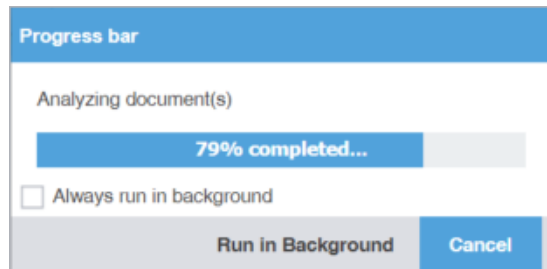 Progress bar
Analyzing document(s)
79% completed...
Always run in background
Run in Background Cancel